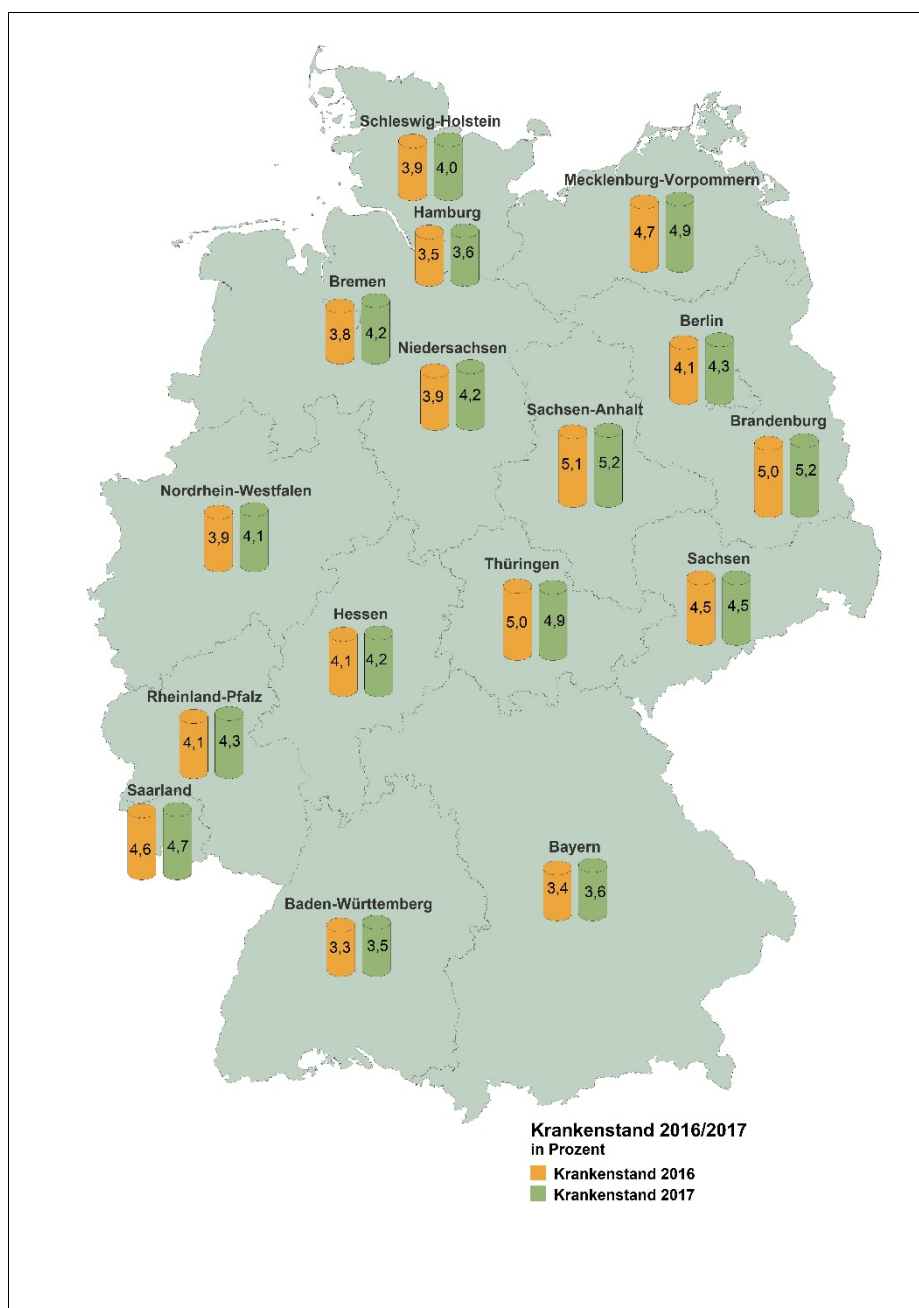 Schleswig-Holstein
3,9 4,0
Mecklenburg-Vorpommern
4,7 4,9
Hamburg
3,5 3,6
Bremen
3,8 4,2
Berlin
4,1 4,3
Niedersachsen
3,9 4,2
Sachsen-Anhalt
5,1 5,2
Brandenburg
5,0 5,2
Nordrhein-Westfalen
3,9 4,1
Thüringen
5,0 4,9
Sachsen
4,5 4,5
Hessen
4,1 4,2
Rheinland-Pfalz
4,1 4,3
Saarland
4,6 4,7
Bayern
3,4 3,6
Baden-Württemberg
3,3 3,5
Krankenstand 2016/2017
in Prozent
Krankenstand 2016
Krankenstand 2017